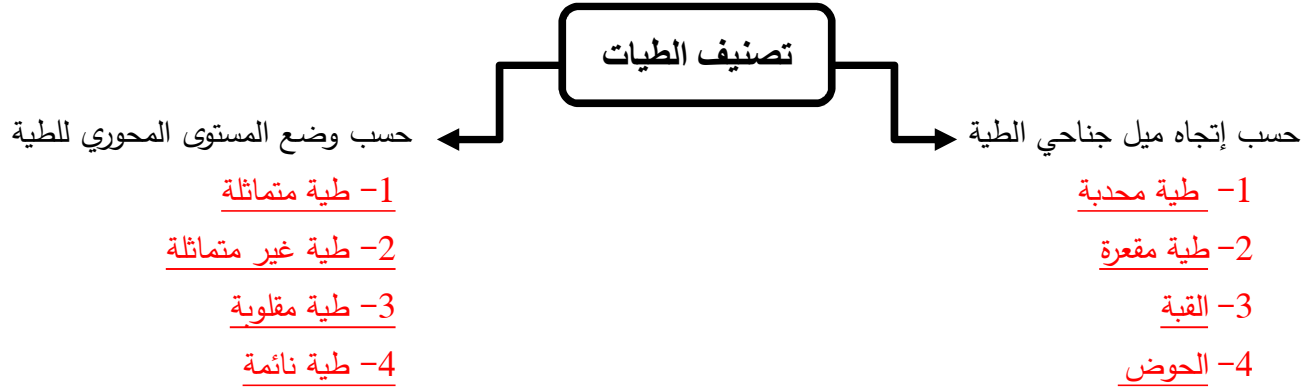 تصنيف الطيات
حسب إتجاه ميل جناحي الطية
1- طية محدبة
2- طية مقعرة
3- القبة
4- الحوض
حسب وضع المستوى المحوري للطية
1- طية متماثلة
2- طية غير متماثلة
3- طية مقلوبة
4- طية نائمة